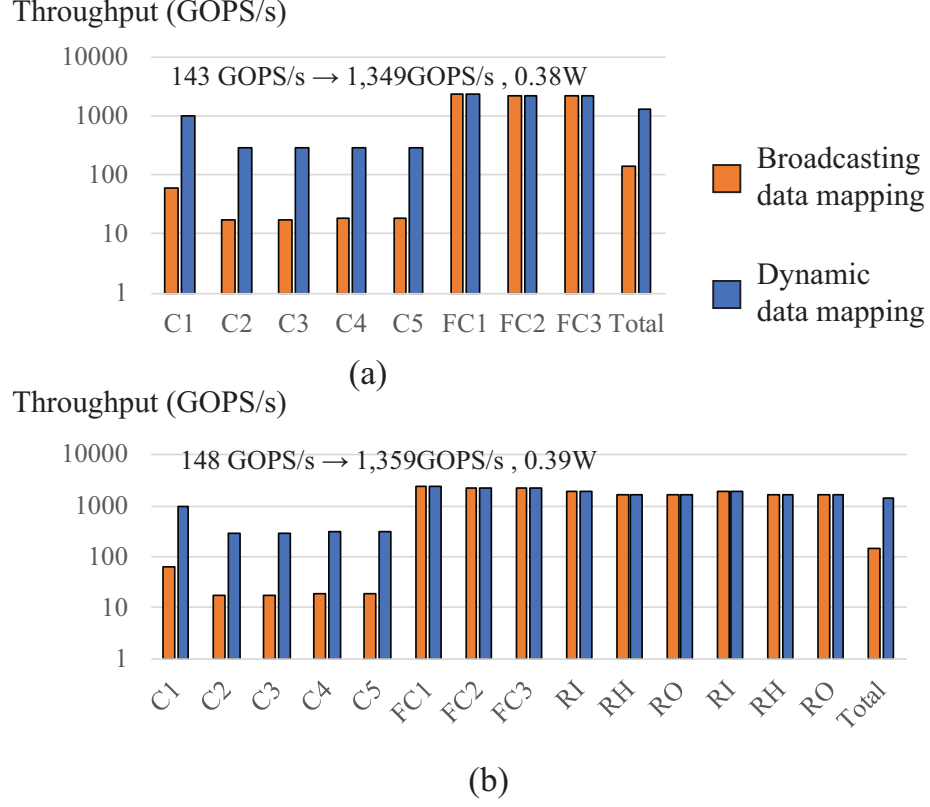 Throughput (GOPS/s)
10000
1000
100
10
1
143 GOPS/s → 1,349GOPS/s , 0.38W
C1 C2 C3 C4 C5 FC1 FC2 FC3 Total
Broadcasting
data mapping
Dynamic
data mapping
(a)
Throughput (GOPS/s)
10000
1000
100
10
1
148 GOPS/s → 1,359GOPS/s , 0.39W
C1 C2 C3 C4 C5 FC1 FC2 FC3 RI RH RO RI RH RO Total
(b)